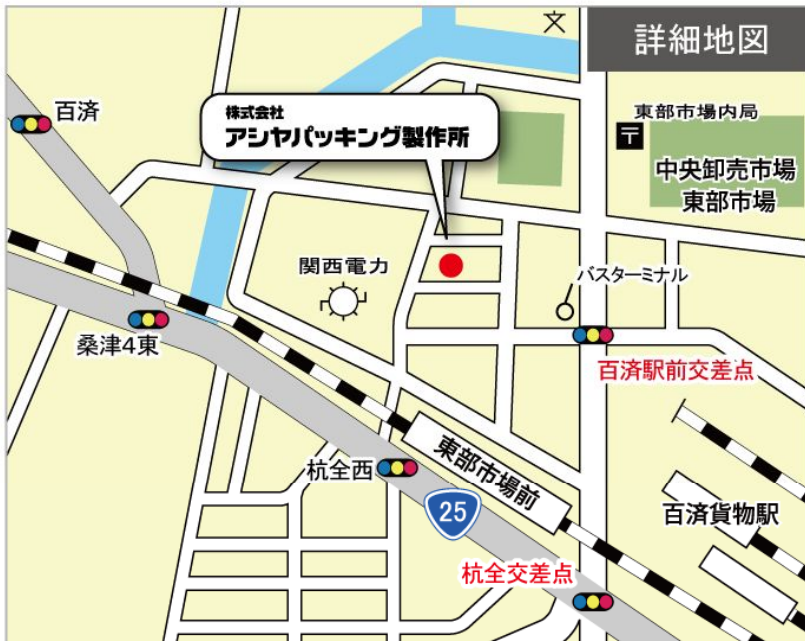 文
詳細地図
百済
株式会社
アシヤパッキング製作所
東部市場内局
〒
中央卸売市場
東部市場
関西電力
バスターミナル
桑津4東
百済駅前交差点
東部市場前
杭全西
25
百済貨物駅
杭全交差点